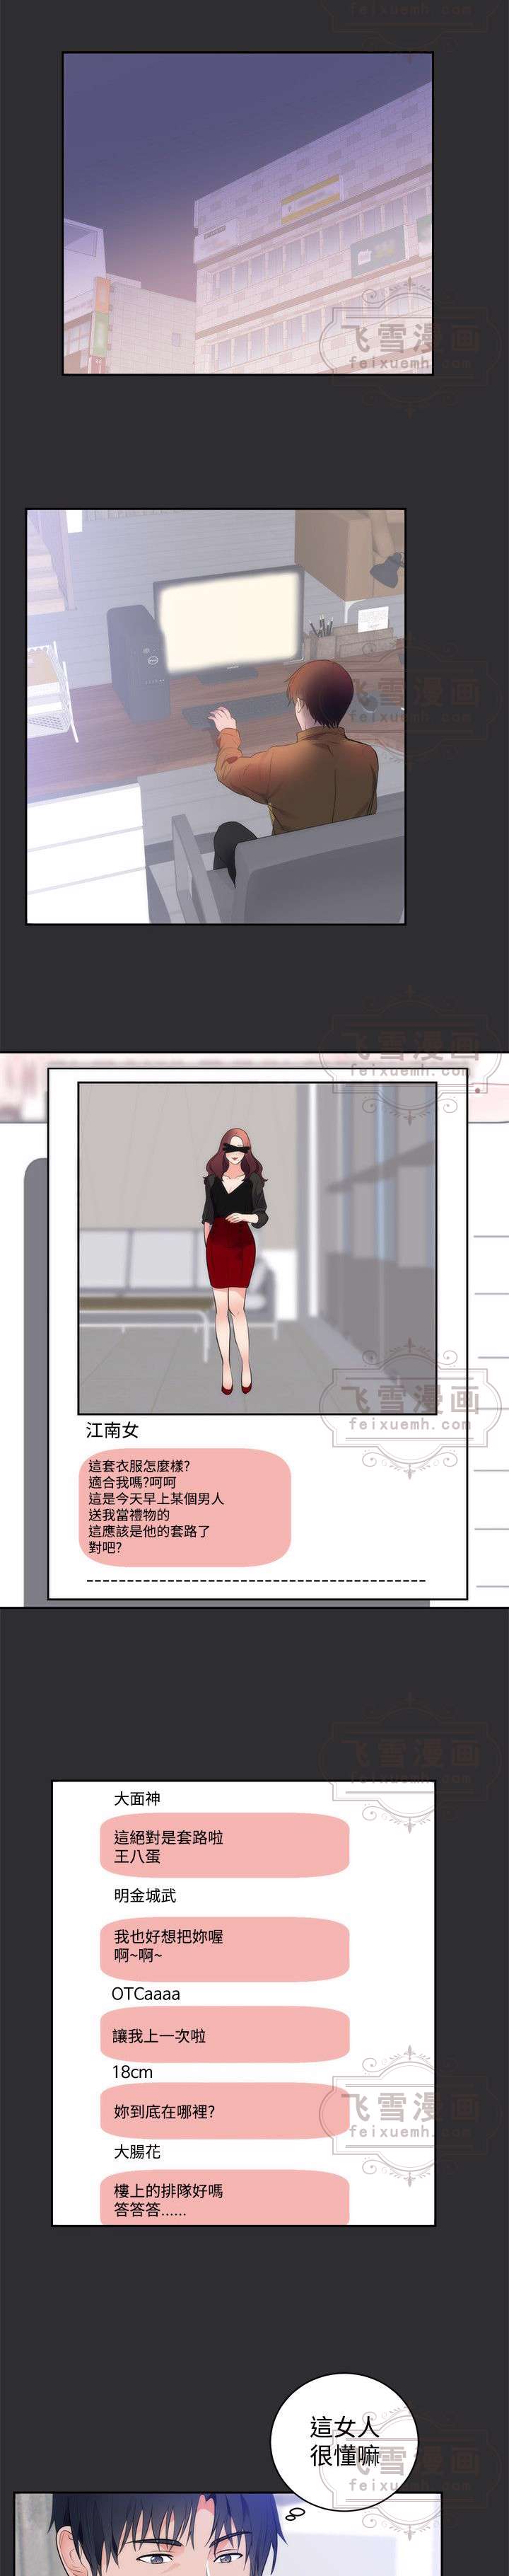 feixuemh.com
飞雪漫画
feixuemh.com
飞雪漫画
feixuemh.com
飞雪漫画
feixuemh.com
飞雪漫画
feixuemh.com
江南女
這套衣服怎麼樣?
適合我嗎?呵呵
這是今天早上某個男人
送我當禮物的
這應該是他的套路了
對吧?
飞雪漫画
feixuemh.com
大面神
這絕對是套路啦
王八蛋
明金城武
我也好想把妳喔
啊~啊~
OTCaaaa
讓我上一次啦
18cm
妳到底在哪裡?
飞雪漫画
feixuemh.com
大腸花
樓上的排隊好嗎
答答答......
這女人
很懂嘛
飞雪漫画
feixuemh.com